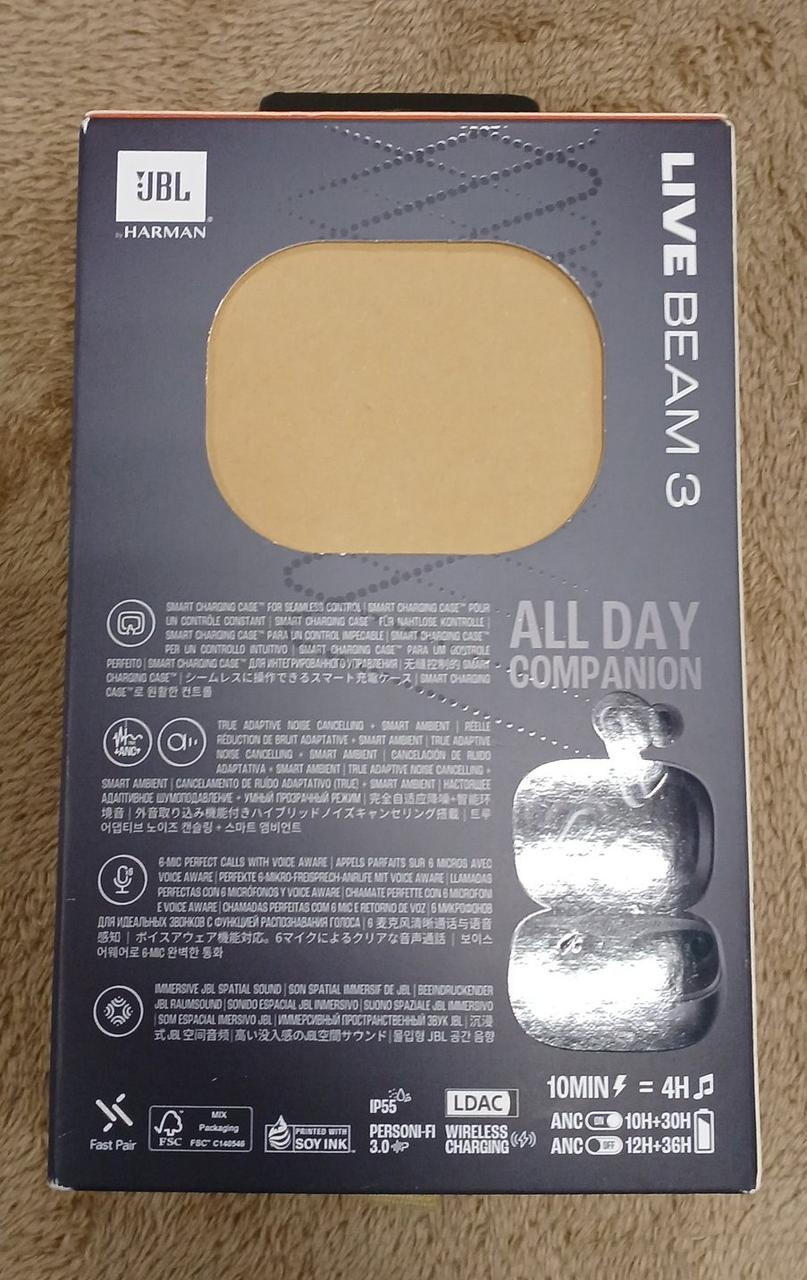 JBL
by HARMAN
LIVE BEAM 3
SMART CHARGING CASE™ FOR SEAMLESS CONTROL | SMART CHARGING CASE™ POUR
UN CONTRÔLE CONSTANT | SMART CHARGING CASE™ FÜR NAHTLOSE KONTROLLE |
SMART CHARGING CASE™ PARA UN CONTROL IMPECABLE | SMART CHARGING CASE™
PER UN CONTROLLO INTUITIVO | SMART CHARGING CASE™ PARA UM CONTROLE
PERFEITO | SMART CHARGING CASE™ ДЛЯ ИНТЕГРИРОВАННОГО УПРАВЛЕНИЯ | 无缝控制的 SMART
CHARGING CASE™ | シームレスに操作できるスマート充電ケース | SMART CHARGING
CASE™로 원활한 컨트롤
ALL DAY
COMPANION
ANC
TRUE ADAPTIVE NOISE CANCELLING + SMART AMBIENT | RÉELLE
RÉDUCTION DE BRUIT ADAPTATIVE + SMART AMBIENT | TRUE ADAPTIVE
NOISE CANCELLING + SMART AMBIENT | CANCELACIÓN DE RUIDO
ADAPTATIVA + SMART AMBIENT | TRUE ADAPTIVE NOISE CANCELLING +
SMART AMBIENT | CANCELAMENTO DE RUÍDO ADAPTATIVO (TRUE) + SMART AMBIENT | НАСТОЯЩЕЕ
АДАПТИВНОЕ ШУМОПОДАВЛЕНИЕ + УМНЫЙ ПРОЗРАЧНЫЙ РЕЖИМ | 完全自适应降噪+智能环
境音 | 外音取り込み機能付きハイブリッドノイズキャンセリング搭載 | 트루
어댑티브 노이즈 캔슬링 + 스마트 앰비언트
6-MIC PERFECT CALLS WITH VOICE AWARE | APPELS PARFAITS SUR 6 MICROS AVEC
VOICE AWARE | PERFEKTE 6-MIKRO-FREISPRECH-ANRUFE MIT VOICE AWARE | LLAMADAS
PERFECTAS CON 6 MICRÓFONOS Y VOICE AWARE | CHIAMATE PERFETTE CON 6 MICROFONI
E VOICE AWARE | CHAMADAS PERFEITAS COM 6 MIC E RETORNO DE VOZ | 6 МИКРОФОНОВ
ДЛЯ ИДЕАЛЬНЫХ ЗВОНКОВ С ФУНКЦИЕЙ РАСПОЗНАВАНИЯ ГОЛОСА | 6 麦克风清晰通话与语音
感知 | ボイスアウェア機能対応。6マイクによるクリアな音声通話 | 보이스
어웨어로 6-MIC 완벽한 통화
IMMERSIVE JBL SPATIAL SOUND | SON SPATIAL IMMERSIF DE JBL | BEEINDRUCKENDER
JBL RAUMSOUND | SONIDO ESPACIAL JBL INMERSIVO | SUONO SPAZIALE JBL IMMERSIVO
| SOM ESPACIAL IMERSIVO JBL | ИММЕРСИВНЫЙ ПРОСТРАНСТВЕННЫЙ ЗВУК JBL | 沉浸
式 JBL 空间音频 | 高い没入感のJBL空間サウンド | 몰입형 JBL 공간 음향
Fast Pair
FSC
MIX
Packaging
FSC™ C140546
PRINTED WITH
SOY INK™
IP55
PERSONI-FI
3.0
LDAC
WIRELESS
CHARGING
10MIN = 4H
ANC ON 10H+30H
ANC OFF 12H+36H